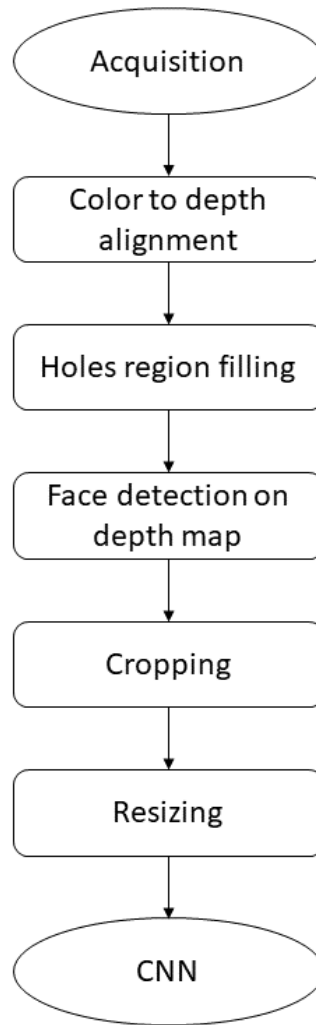 Acquisition
Color to depth
alignment
Holes region filling
Face detection on
depth map
Cropping
Resizing
CNN